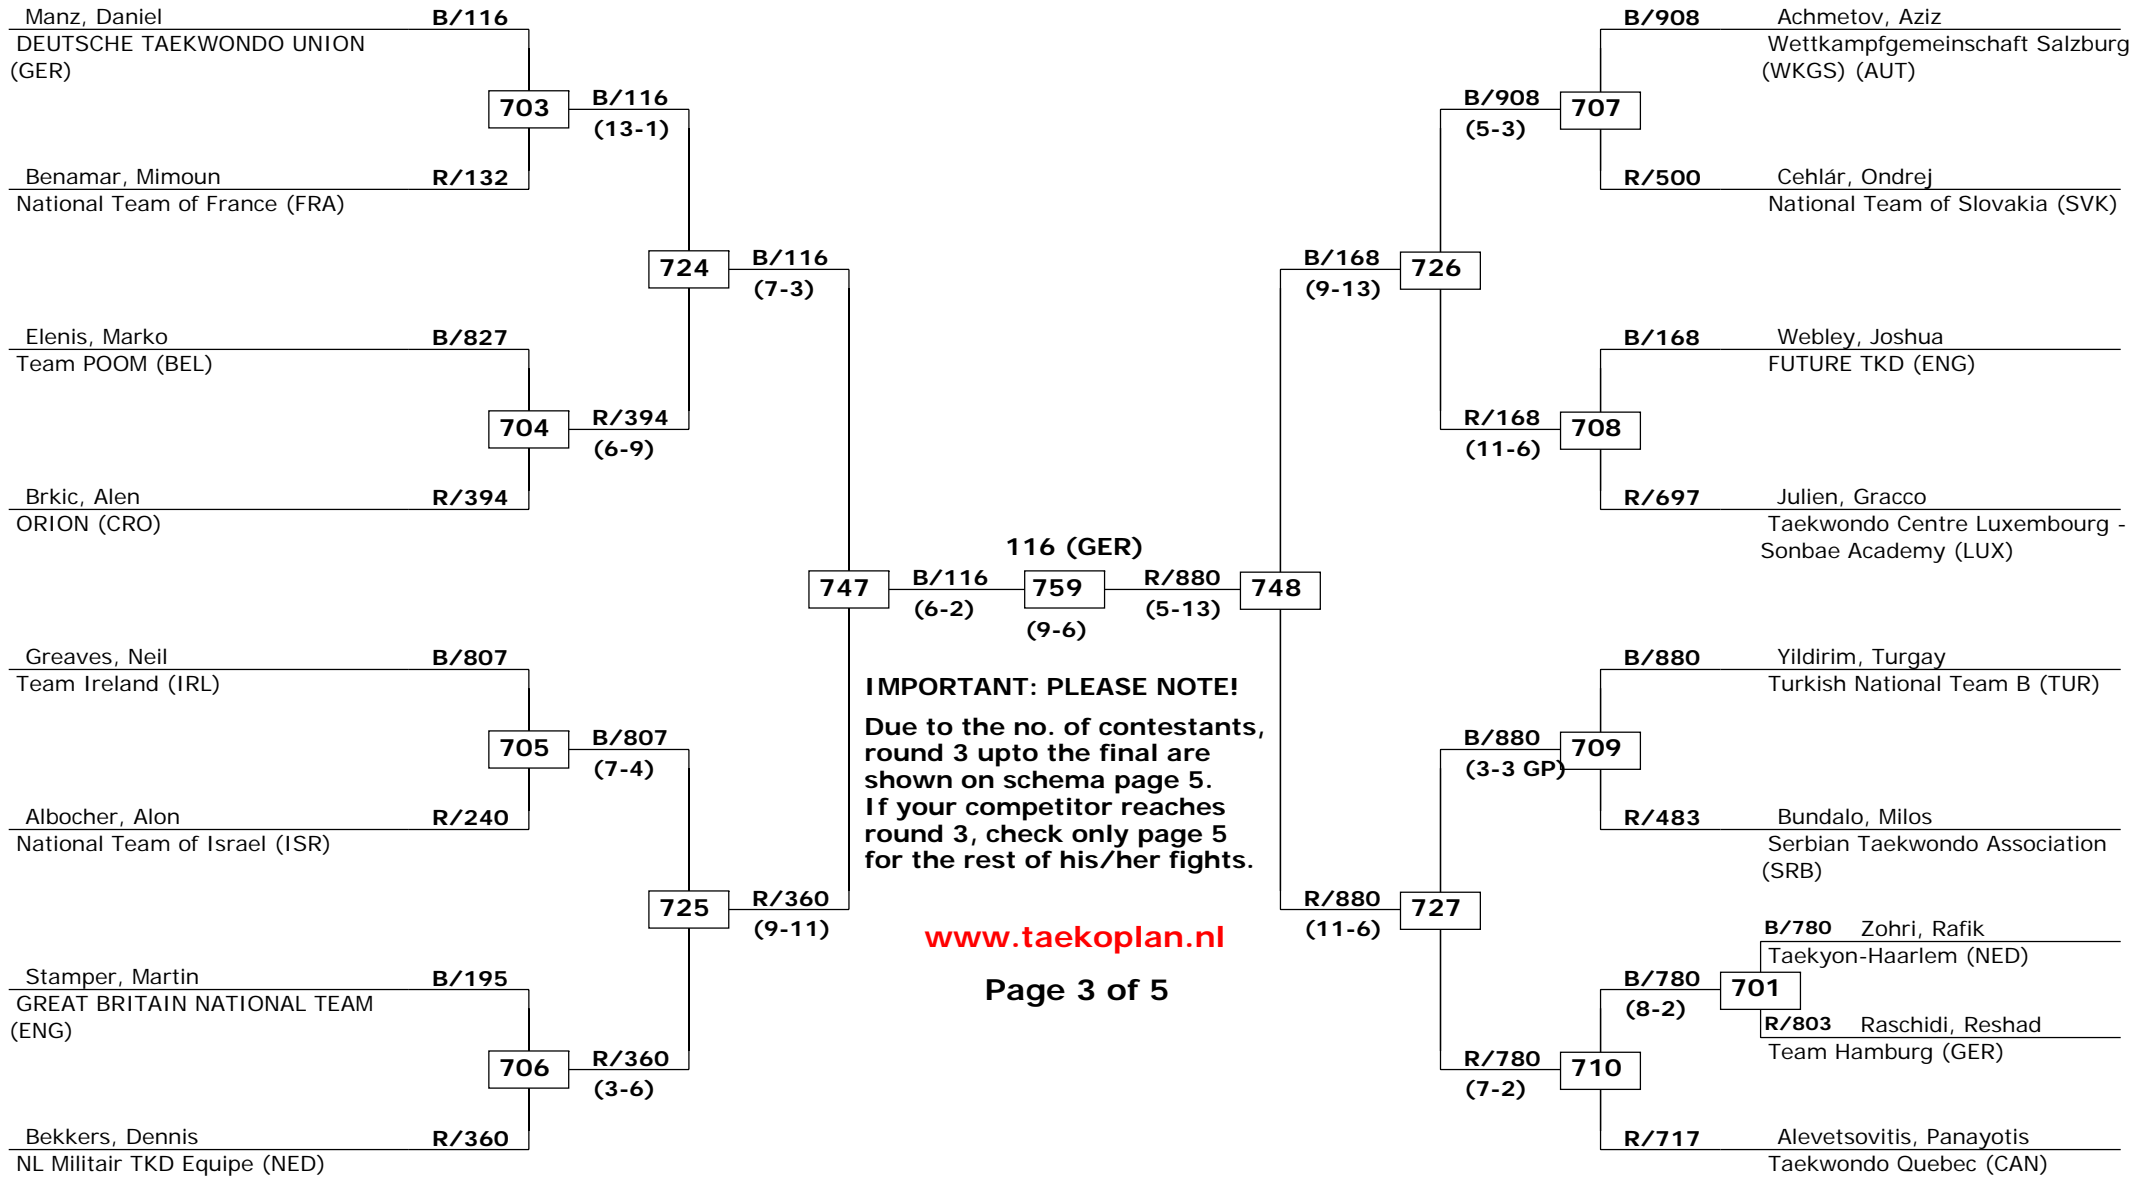 Manz, Daniel B/116
DEUTSCHE TAEKWONDO UNION
(GER)
703
B/116
(13-1)
Benamar, Mimoun R/132
National Team of France (FRA)
724
B/116
(7-3)
Elenis, Marko B/827
Team POOM (BEL)
704
R/394
(6-9)
Brkic, Alen R/394
ORION (CRO)
747
B/116
(6-2)
Greaves, Neil B/807
Team Ireland (IRL)
705
B/807
(7-4)
Albocher, Alon R/240
National Team of Israel (ISR)
725
R/360
(9-11)
Stamper, Martin B/195
GREAT BRITAIN NATIONAL TEAM
(ENG)
706
R/360
(3-6)
Bekkers, Dennis R/360
NL Militair TKD Equipe (NED)
116 (GER)
759
(9-6)
IMPORTANT: PLEASE NOTE!
Due to the no. of contestants,
round 3 upto the final are
shown on schema page 5.
If your competitor reaches
round 3, check only page 5
for the rest of his/her fights.
www.taekoplan.nl
Page 3 of 5
B/908 Achmetov, Aziz
Wettkampfgemeinschaft Salzburg
(WKGS) (AUT)
B/908
(5-3)
707
R/500 Cehlár, Ondrej
National Team of Slovakia (SVK)
B/168
(9-13)
726
B/168 Webley, Joshua
FUTURE TKD (ENG)
R/168
(11-6)
708
R/697 Julien, Gracco
Taekwondo Centre Luxembourg -
Sonbae Academy (LUX)
R/880
(5-13)
748
B/880 Yildirim, Turgay
Turkish National Team B (TUR)
B/880
(3-3 GP)
709
R/483 Bundalo, Milos
Serbian Taekwondo Association
(SRB)
R/880
(11-6)
727
B/780 Zohri, Rafik
Taekyon-Haarlem (NED)
B/780
(8-2)
701
R/803 Raschidi, Reshad
Team Hamburg (GER)
R/780
(7-2)
710
R/717 Alevetsovitis, Panayotis
Taekwondo Quebec (CAN)